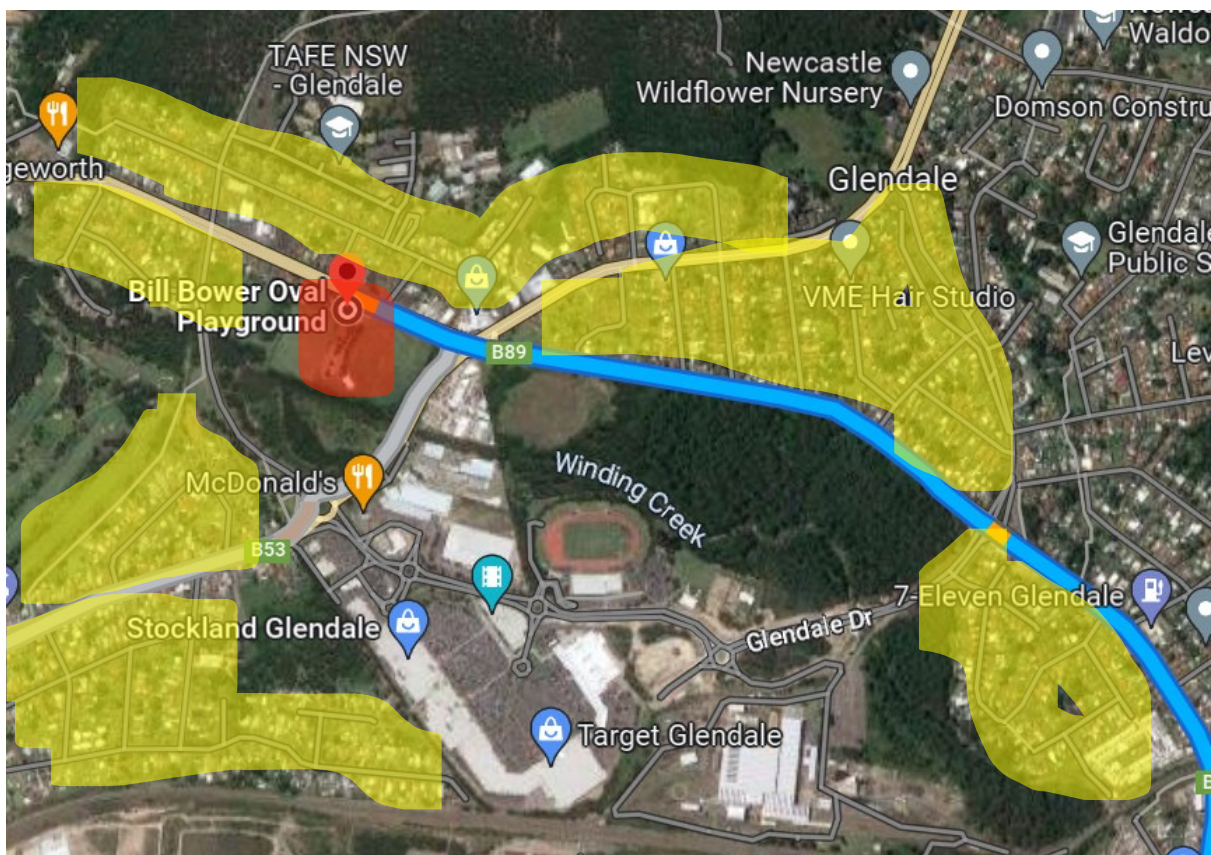 Waldo
TAFE NSW
- Glendale
Newcastle
Wildflower Nursery
Domson Constru
geworth
Glendale
Glendale
Public S
Bill Bower Oval
Playground
VME Hair Studio
B89
Lev
McDonald's
Winding Creek
B53
7-Eleven Glendale
Stockland Glendale
Glendale Dr
Target Glendale
B